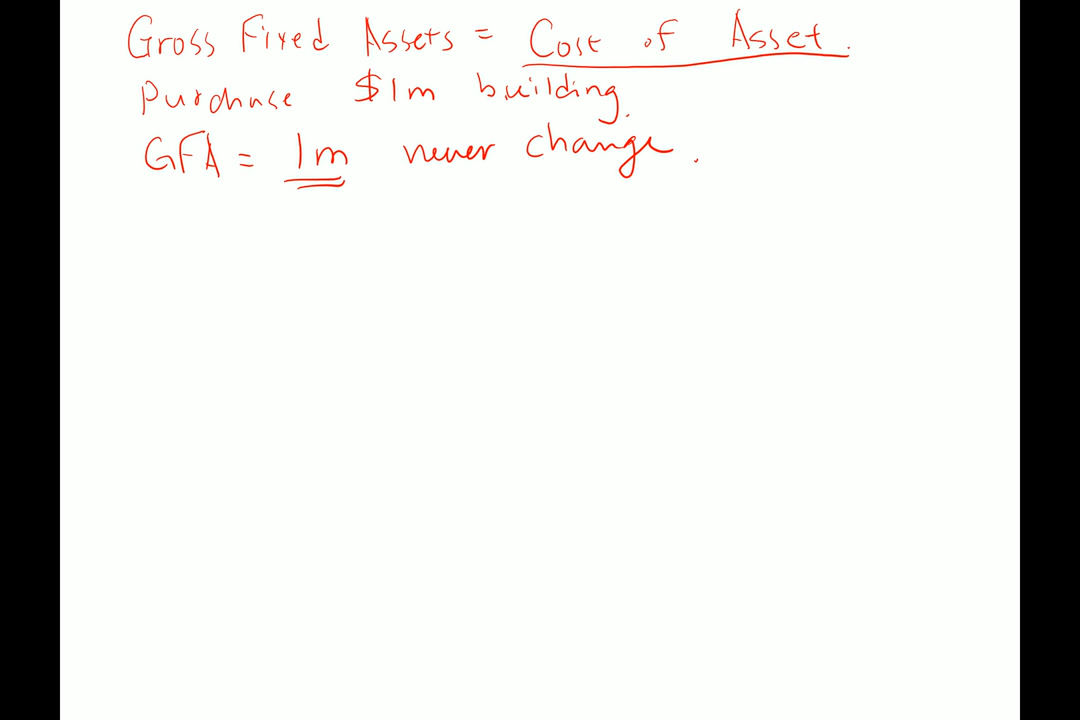 Gross Fixed Assets = Cost of Asset.
Purchase $1m building.
GFA = 1m never change.